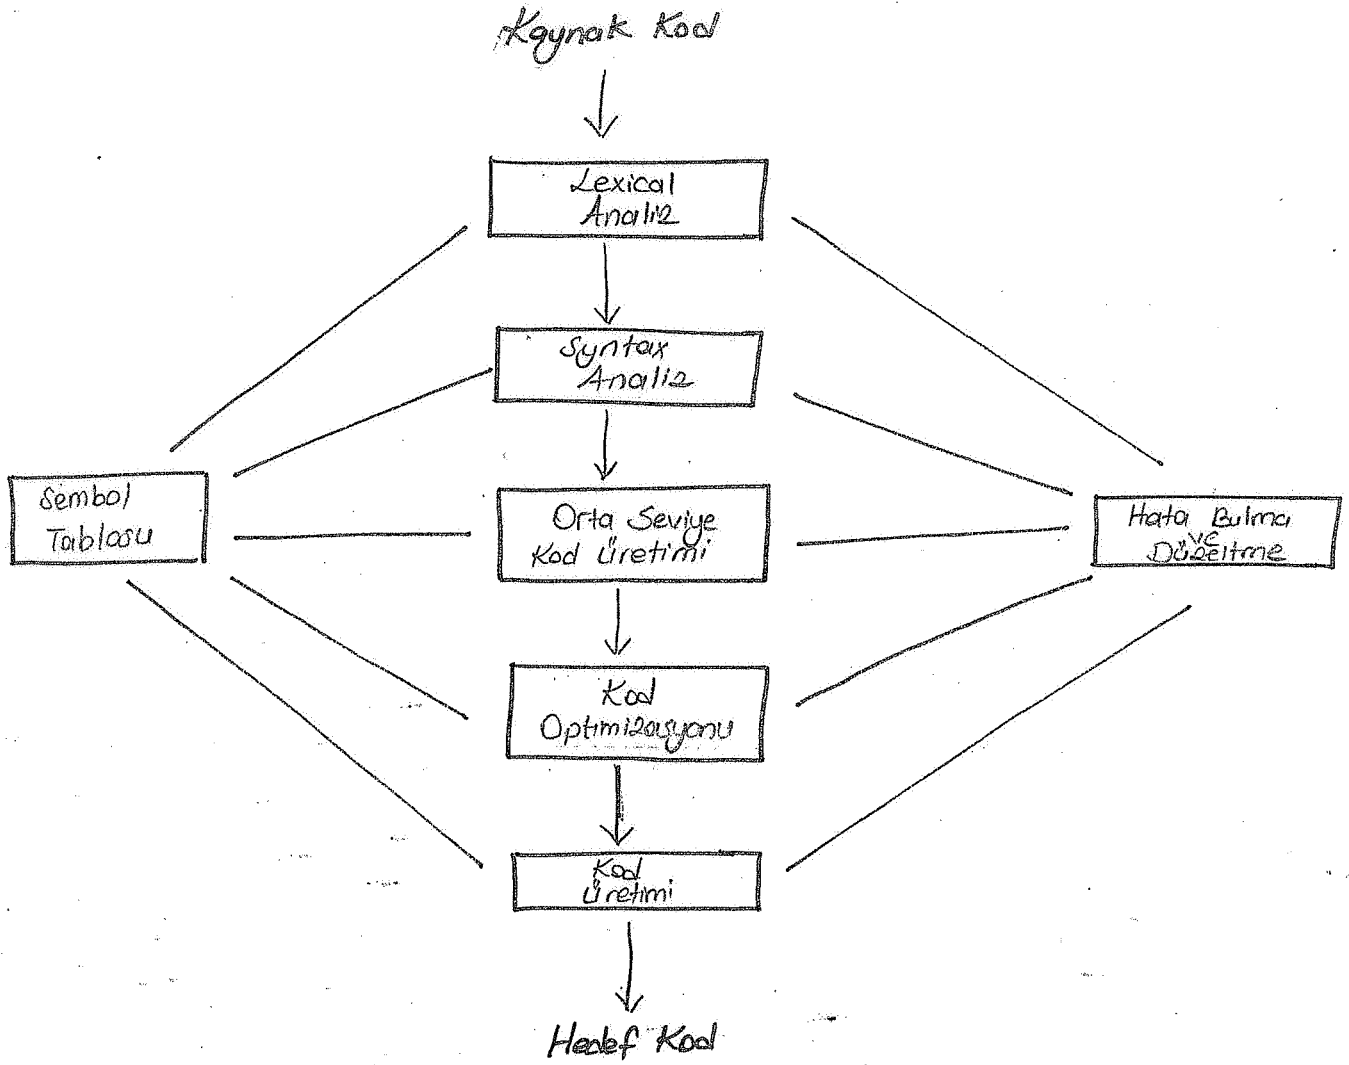 Kaynak Kod
Lexical
Analiz
Syntax
Analiz
Sembol
Tablosu
Orta Seviye
Kod Üretimi
Hata Bulma
ve
Düzeltme
Kod
Optimizasyonu
Kod
Üretimi
Hedef Kod